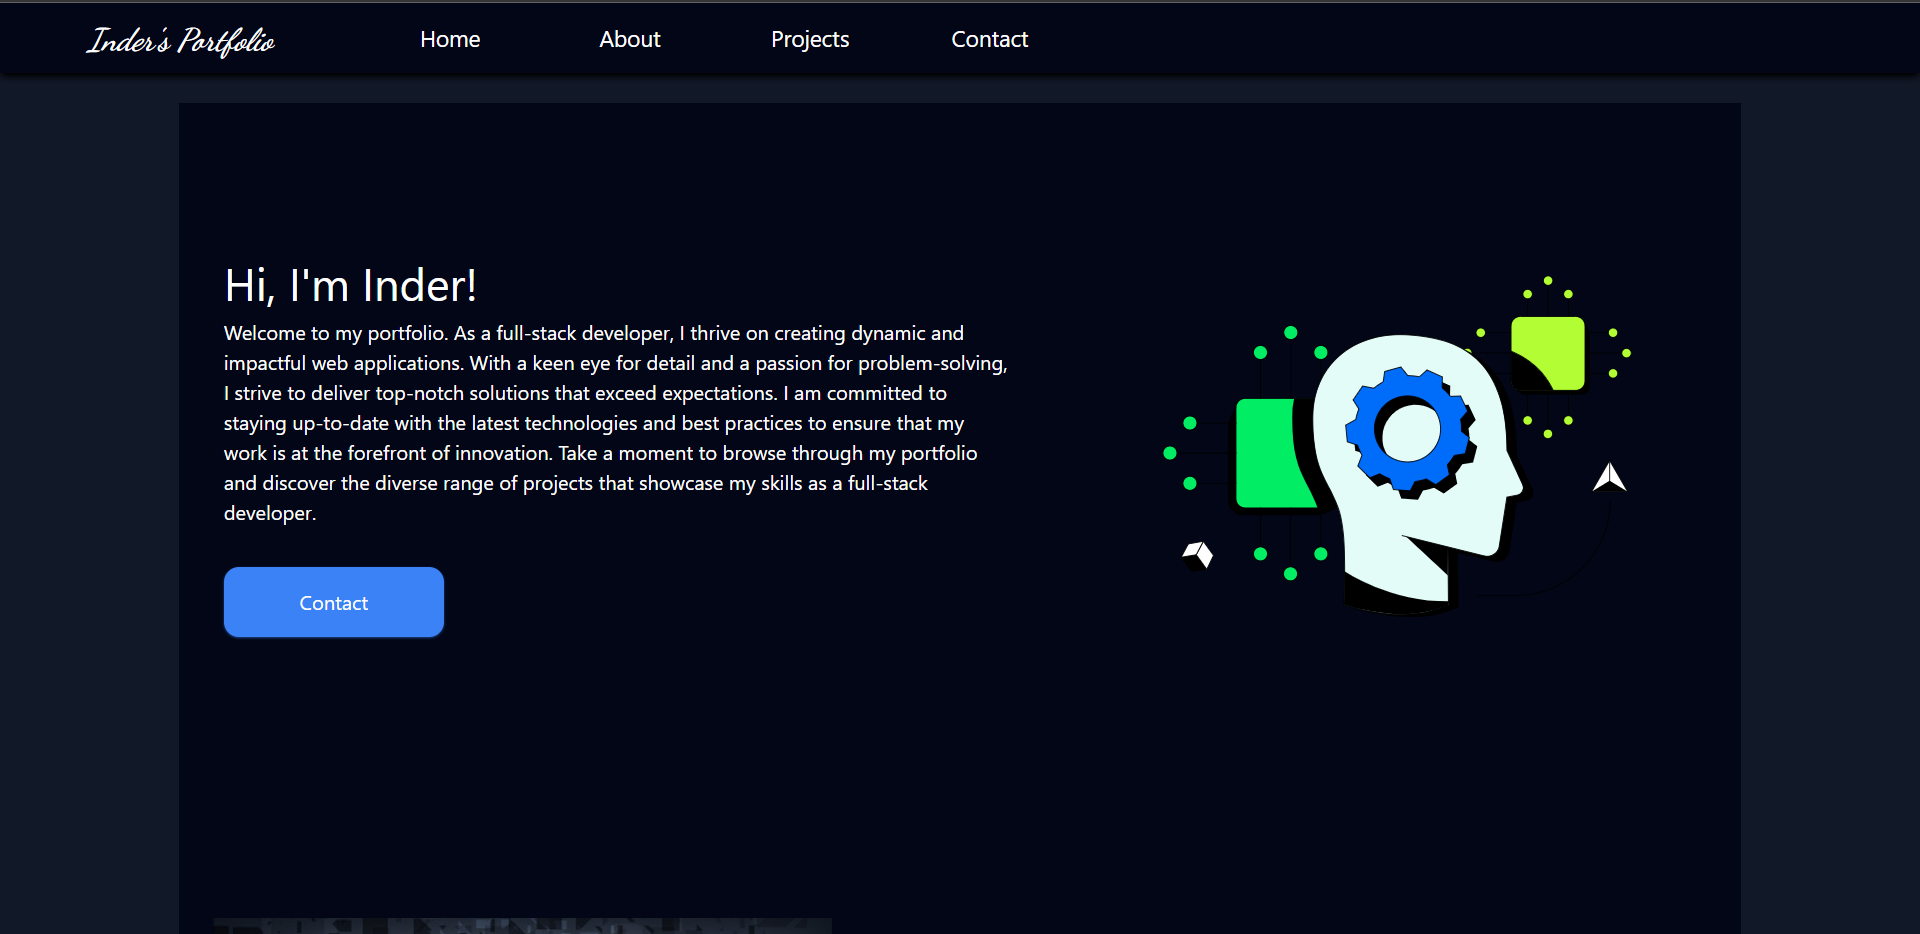 Inder's Portfolio
Home
About
Projects
Contact
Hi, I'm Inder!
Welcome to my portfolio. As a full-stack developer, I thrive on creating dynamic and
impactful web applications. With a keen eye for detail and a passion for problem-solving,
I strive to deliver top-notch solutions that exceed expectations. I am committed to
staying up-to-date with the latest technologies and best practices to ensure that my
work is at the forefront of innovation. Take a moment to browse through my portfolio
and discover the diverse range of projects that showcase my skills as a full-stack
developer.
Contact